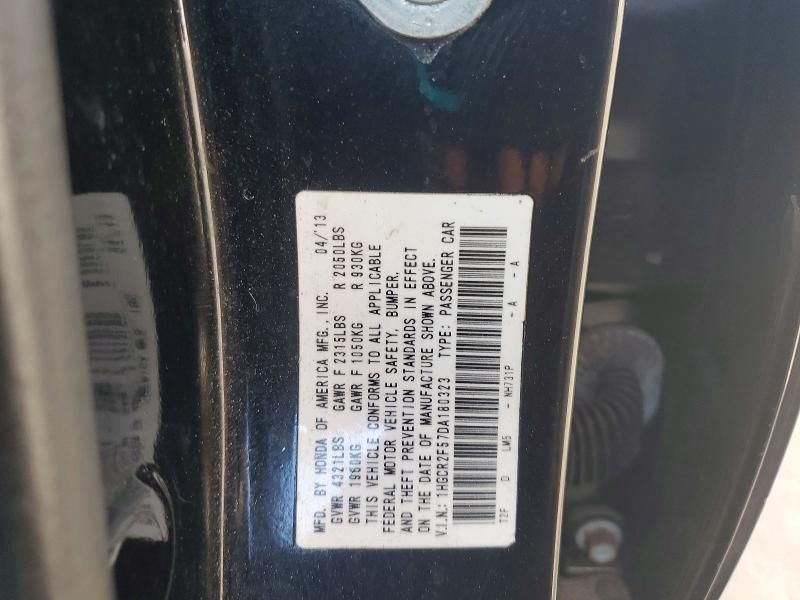 MFD. BY HONDA OF AMERICA MFG., INC. 04/'13
GVWR 4321LBS GAWR F 2315LBS R 2050LBS
GVWR 1960KG GAWR F 1050KG R 930KG
THIS VEHICLE CONFORMS TO ALL APPLICABLE
FEDERAL MOTOR VEHICLE SAFETY, BUMPER,
AND THEFT PREVENTION STANDARDS IN EFFECT
ON THE DATE OF MANUFACTURE SHOWN ABOVE.
V.I.N.: 1HGCR2F57DA180323 TYPE: PASSENGER CAR
T2F D LM5 - NH731P - A - A